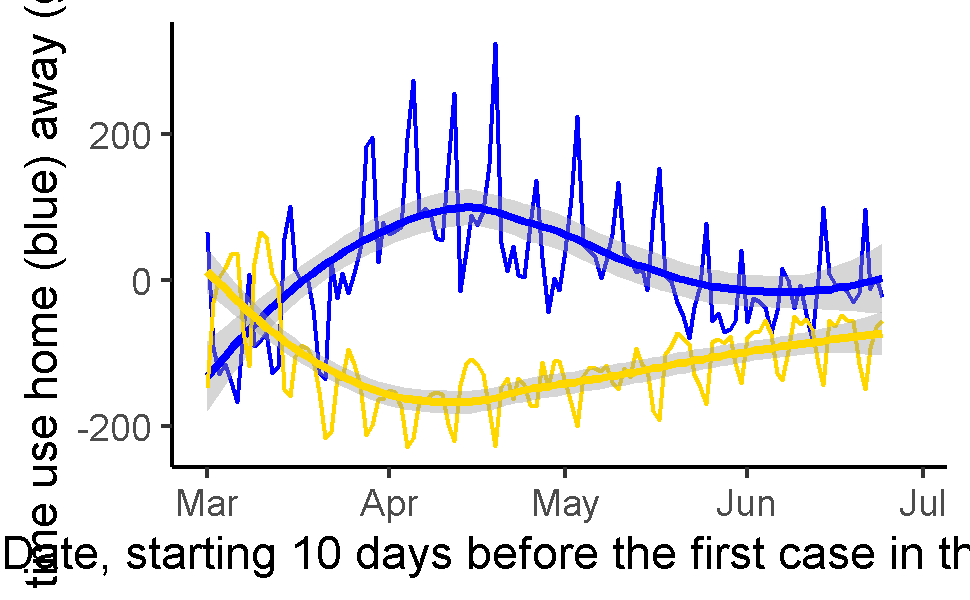 time use home (blue) away (
200
0
-200
Mar Apr May Jun Jul
Date, starting 10 days before the first case in th